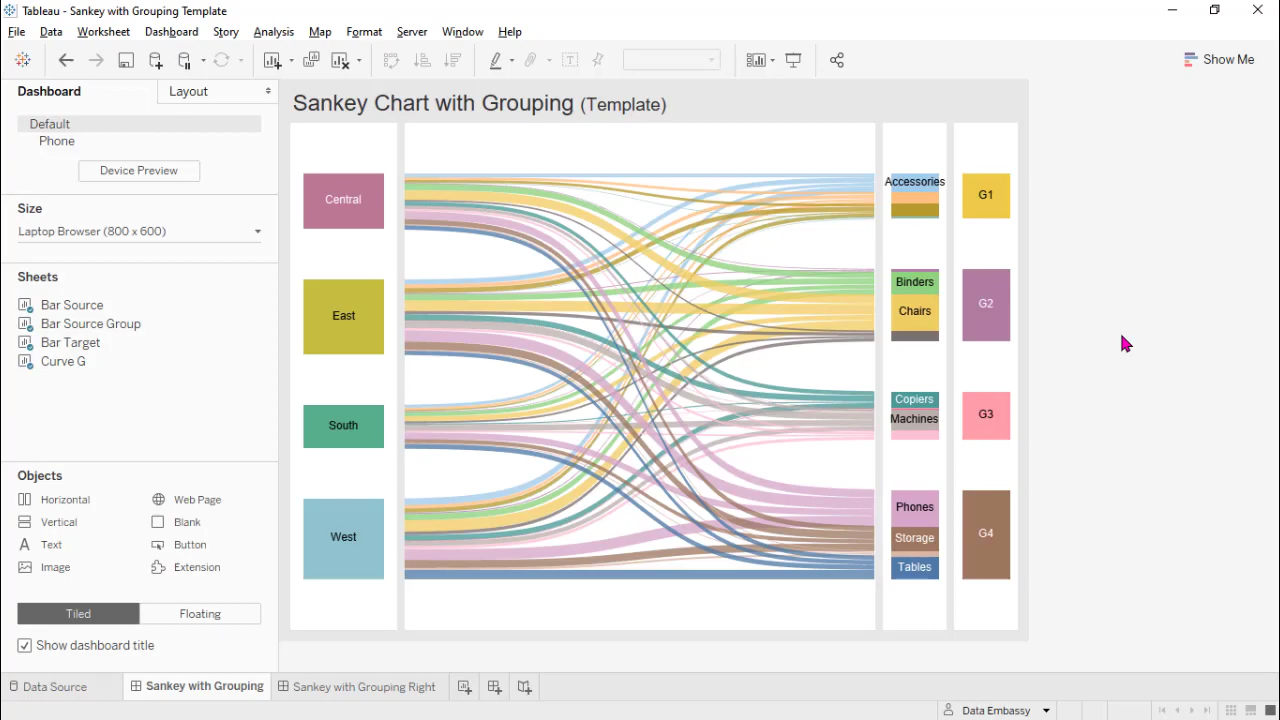 Tableau - Sankey with Grouping Template
File Data Worksheet Dashboard Story Analysis Map Format Server Window Help
Show Me
Dashboard
Layout
Default
Phone
Device Preview
Size
Laptop Browser (800 x 600)
Sheets
Bar Source
Bar Source Group
Bar Target
Curve G
Objects
Horizontal
Web Page
Vertical
Blank
Text
Button
Image
Extension
Tiled
Floating
Show dashboard title
Sankey Chart with Grouping (Template)
Central
East
South
West
Accessories
Binders
Chairs
Copiers
Machines
Phones
Storage
Tables
G1
G2
G3
G4
Data Source
Sankey with Grouping
Sankey with Grouping Right
Data Embassy